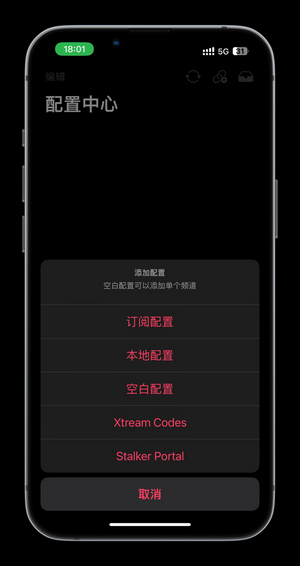 18:01
5G
31
编辑
配置中心
添加配置
空白配置可以添加单个频道
订阅配置
本地配置
空白配置
Xtream Codes
Stalker Portal
取消